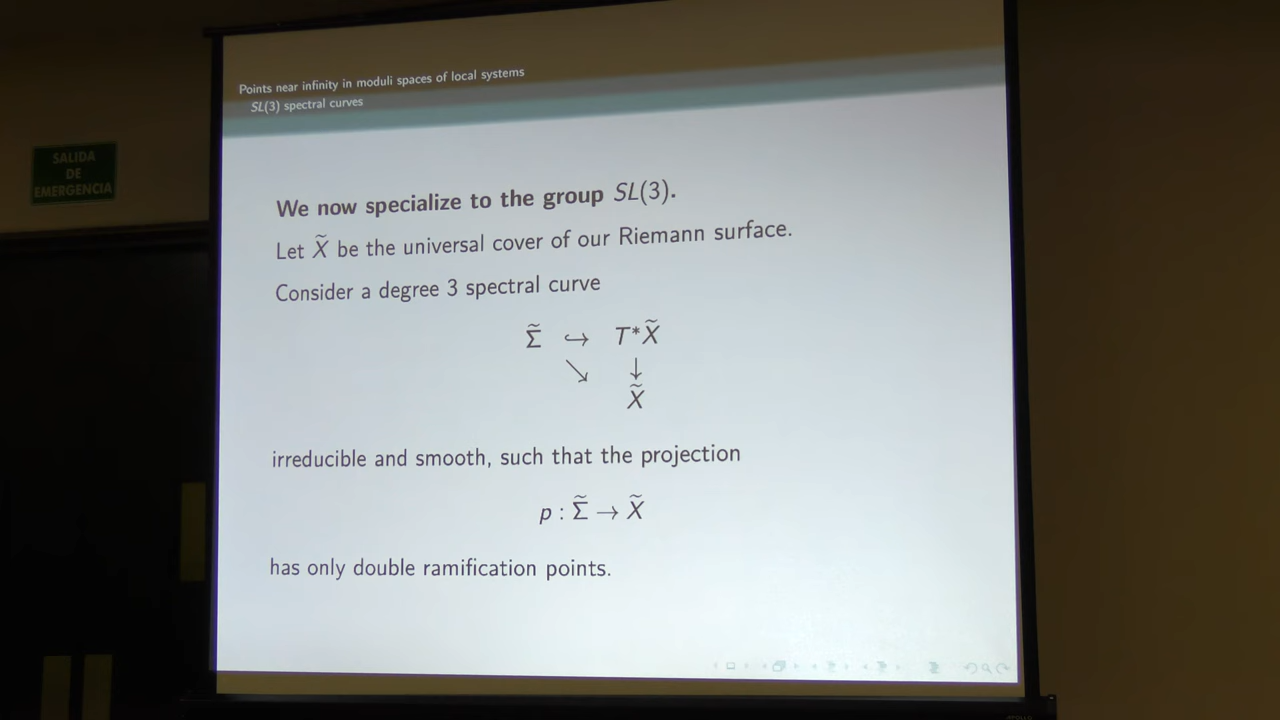 Points near infinity in moduli spaces of local systems
SL(3) spectral curves
SALIDA
DE
EMERGENCIA
We now specialize to the group SL(3).
Let X̃ be the universal cover of our Riemann surface.
Consider a degree 3 spectral curve
Σ̃ ↪ T*X̃
↘ ↓
X̃
irreducible and smooth, such that the projection
p : Σ̃ → X̃
has only double ramification points.